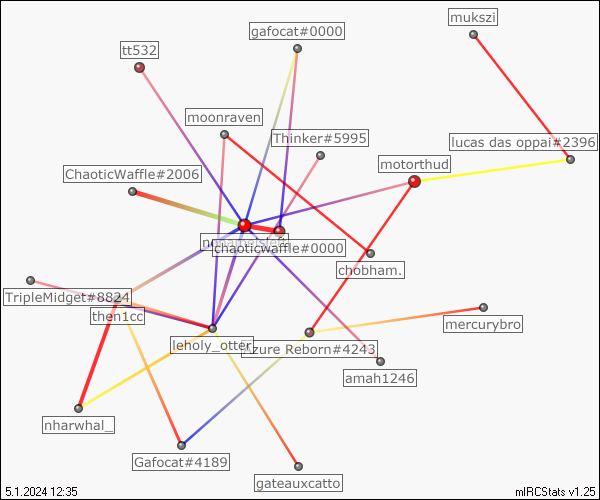 gafocat#0000
mukszi
tt532
moonraven
Thinker#5995
lucas das oppai#2396
motorthud
ChaoticWaffle#2006
chaoticwaffle#0000
chobham.
TripleMidget#8824
then1cc
mercurybro
leholy_otter
Azure Reborn#4243
amah1246
nharwhal_
Gafocat#4189
gateauxcatto
5.1.2024 12:35
mIRCStats v1.25